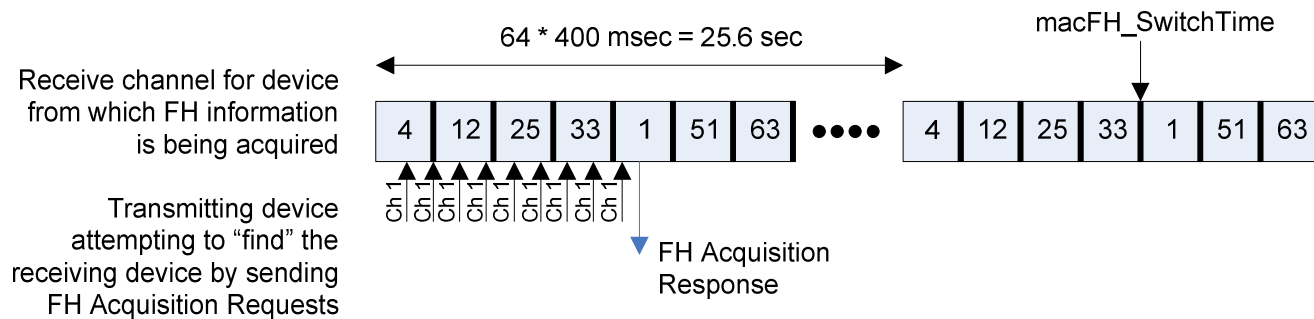 macFH_SwitchTime
64 * 400 msec = 25.6 sec
Receive channel for device
from which FH information
is being acquired
4 12 25 33 1 51 63 4 12 25 33 1 51 63
Ch 1 Ch 1 Ch 1 Ch 1 Ch 1 Ch 1 Ch 1 Ch 1 Ch 1
Transmitting device
attempting to “find” the
receiving device by sending
FH Acquisition Requests
FH Acquisition
Response